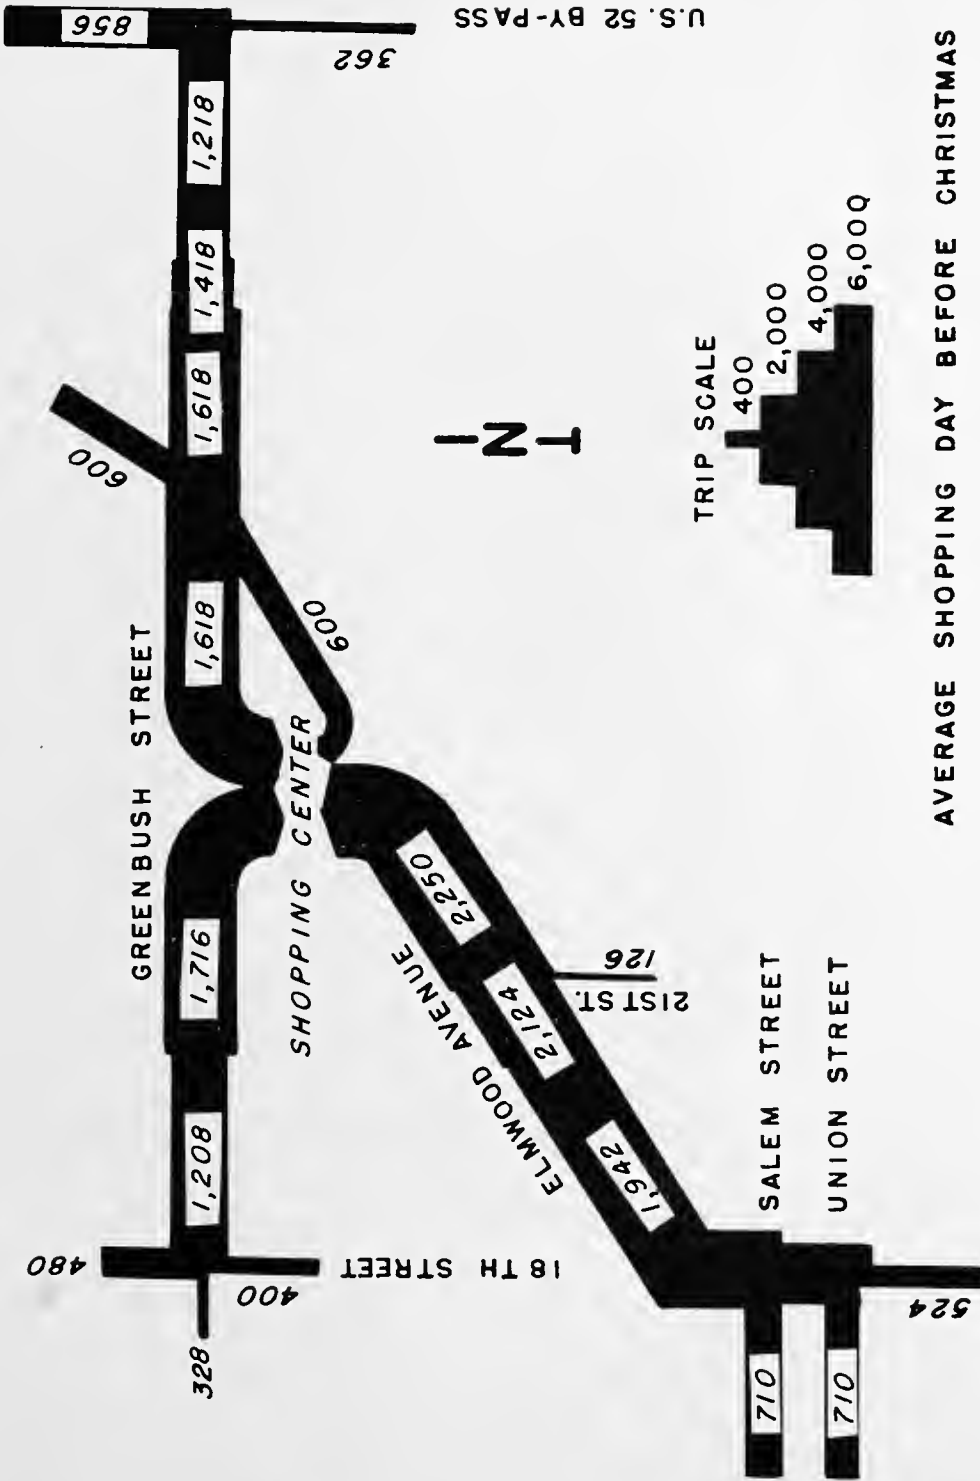 GREENBUSH STREET
480
328
400
18TH STREET
1,208
1,716
SHOPPING CENTER
1,618
600
600
1,618
1,418
1,218
856
362
U.S. 52 BY-PASS
ELMWOOD AVENUE
2,250
2,124
1,942
126
21ST ST.
SALEM STREET
UNION STREET
710
710
524
N
TRIP SCALE
400
2,000
4,000
6,000
AVERAGE SHOPPING DAY BEFORE CHRISTMAS